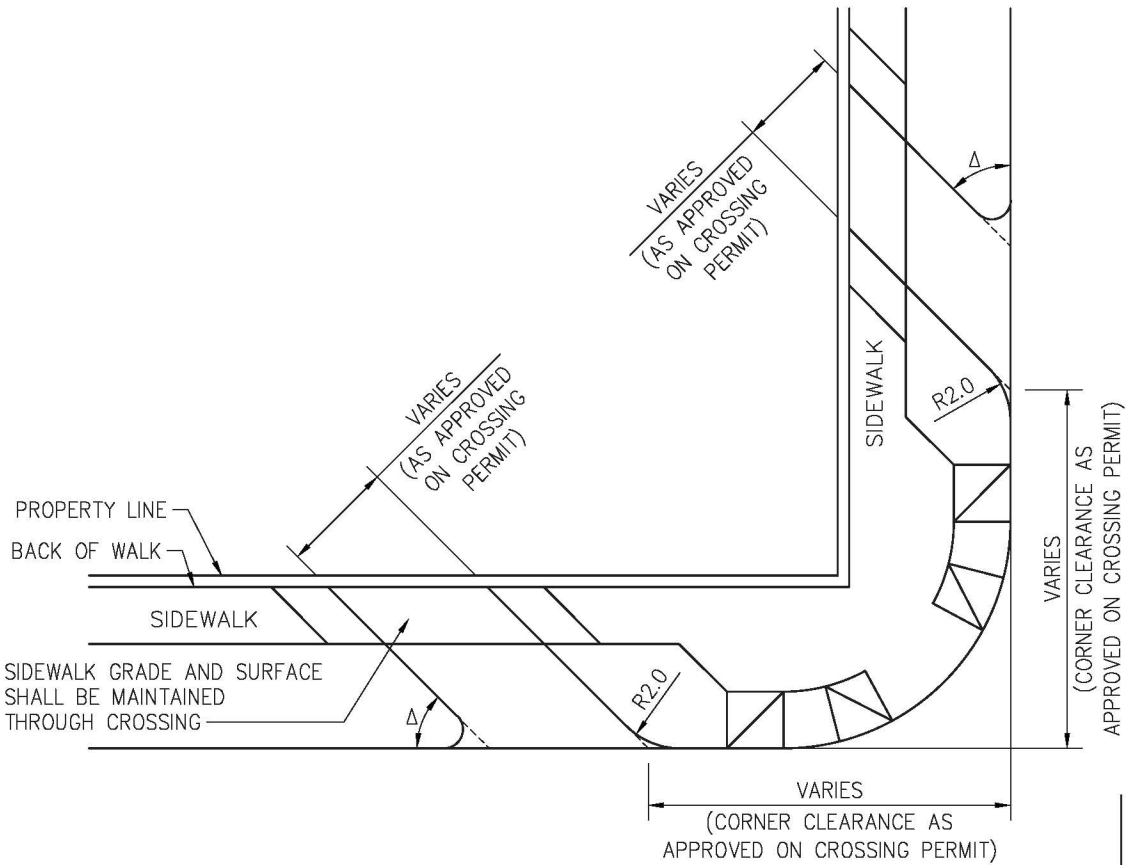 VARIES
(AS APPROVED
ON CROSSING
PERMIT)
Δ
SIDEWALK
R2.0
VARIES
(CORNER CLEARANCE AS
APPROVED ON CROSSING PERMIT)
VARIES
(AS APPROVED
ON CROSSING
PERMIT)
PROPERTY LINE
BACK OF WALK
SIDEWALK
SIDEWALK GRADE AND SURFACE
SHALL BE MAINTAINED
THROUGH CROSSING
Δ
R2.0
VARIES
(CORNER CLEARANCE AS
APPROVED ON CROSSING PERMIT)